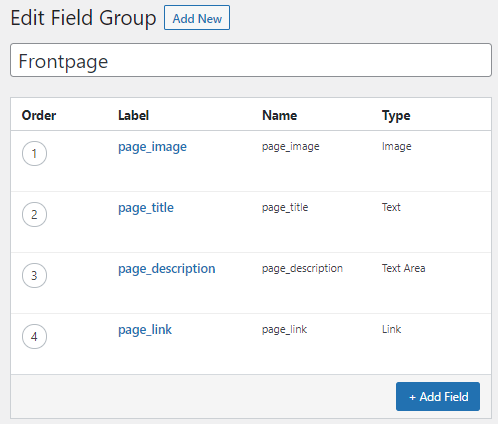 Edit Field Group Add New
Frontpage
Order Label Name Type
1 page_image page_image Image
2 page_title page_title Text
3 page_description page_description Text Area
4 page_link page_link Link
+ Add Field